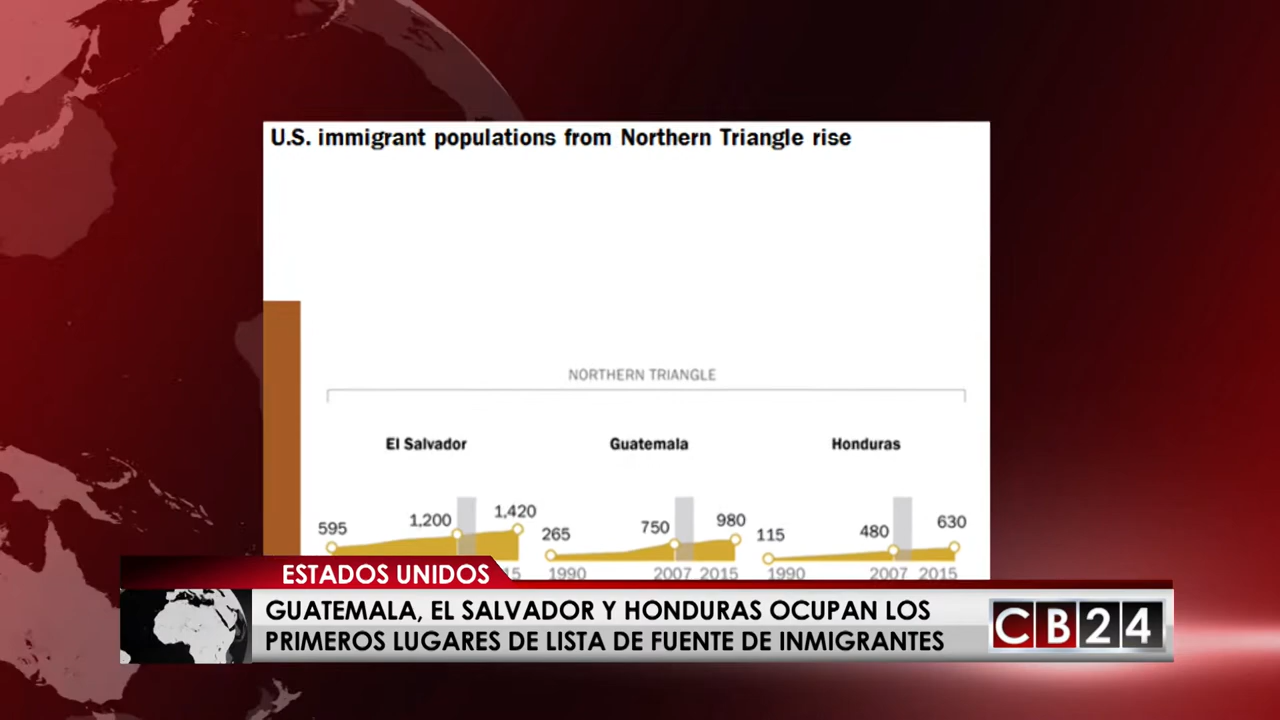 U.S. immigrant populations from Northern Triangle rise
NORTHERN TRIANGLE
El Salvador Guatemala Honduras
595 1,200 1,420 265 750 980 115 480 630
15 1990 2007 2015 1990 2007 2015
ESTADOS UNIDOS
GUATEMALA, EL SALVADOR Y HONDURAS OCUPAN LOS
PRIMEROS LUGARES DE LISTA DE FUENTE DE INMIGRANTES
CB24